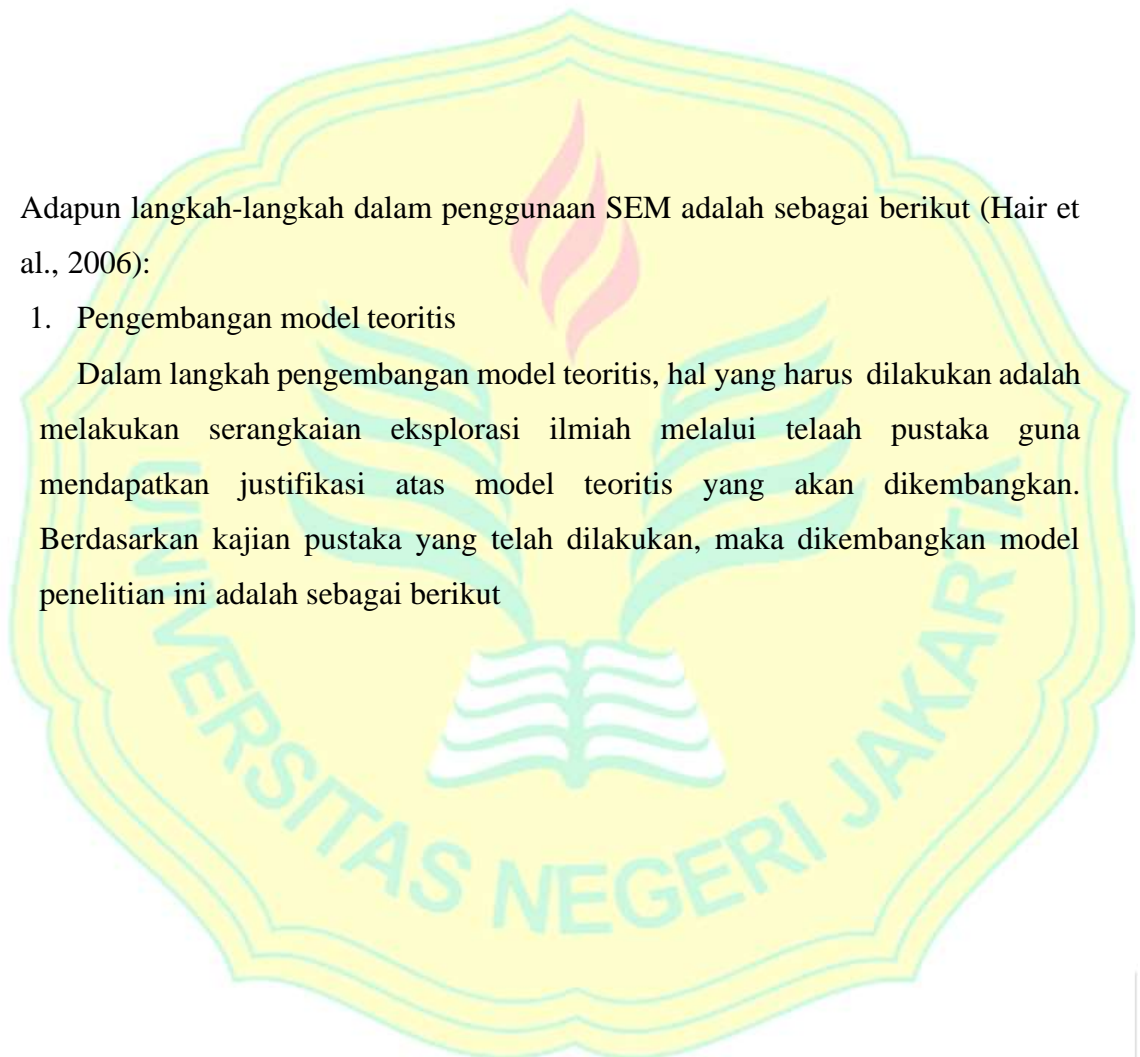 Adapun langkah-langkah dalam penggunaan SEM adalah sebagai berikut (Hair et
al., 2006):
1. Pengembangan model teoritis
Dalam langkah pengembangan model teoritis, hal yang harus dilakukan adalah
melakukan serangkaian eksplorasi ilmiah melalui telaah pustaka guna
mendapatkan justifikasi atas model teoritis yang akan dikembangkan.
Berdasarkan kajian pustaka yang telah dilakukan, maka dikembangkan model
penelitian ini adalah sebagai berikut
UNIVERSITAS NEGERI JAKARTA